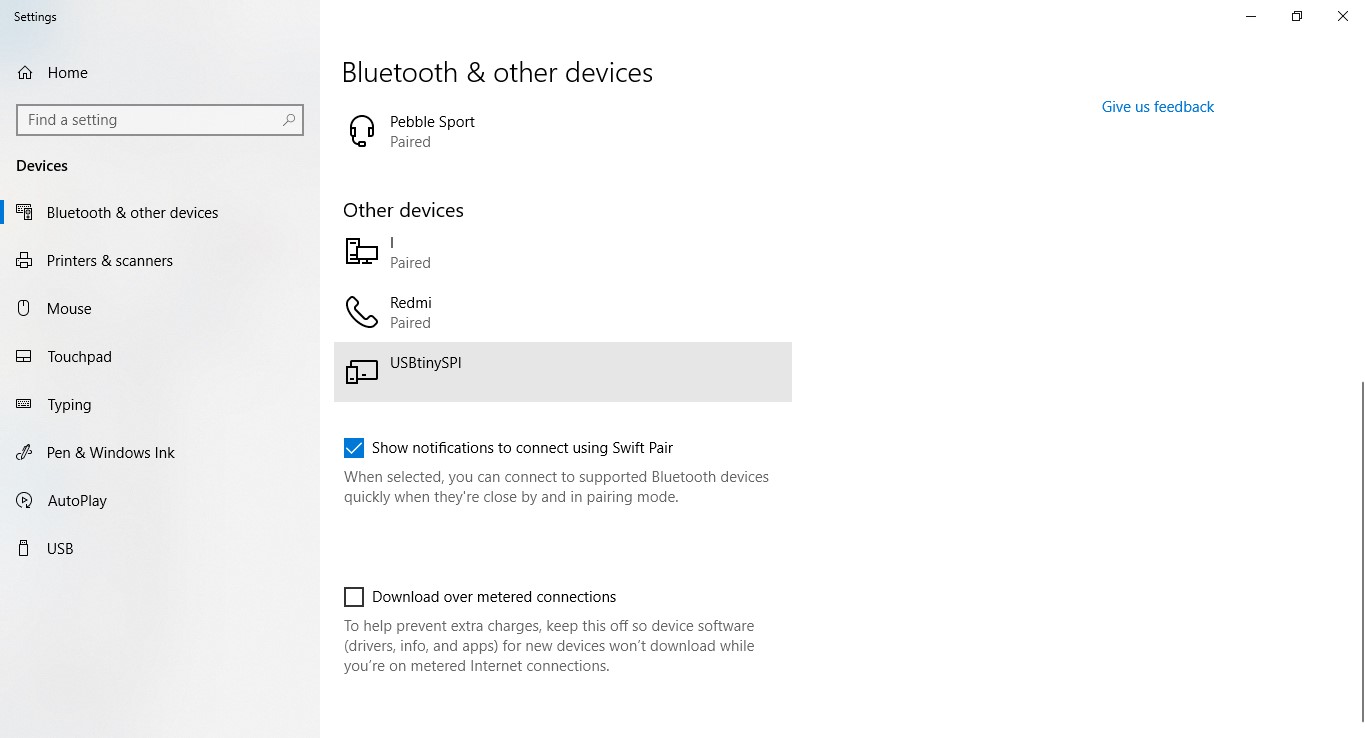 Settings
Home
Find a setting
Devices
Bluetooth & other devices
Printers & scanners
Mouse
Touchpad
Typing
Pen & Windows Ink
AutoPlay
USB
Bluetooth & other devices
Give us feedback
Pebble Sport
Paired
Other devices
l
Paired
Redmi
Paired
USBtinySPI
Show notifications to connect using Swift Pair
When selected, you can connect to supported Bluetooth devices
quickly when they're close by and in pairing mode.
Download over metered connections
To help prevent extra charges, keep this off so device software
(drivers, info, and apps) for new devices won’t download while
you’re on metered Internet connections.